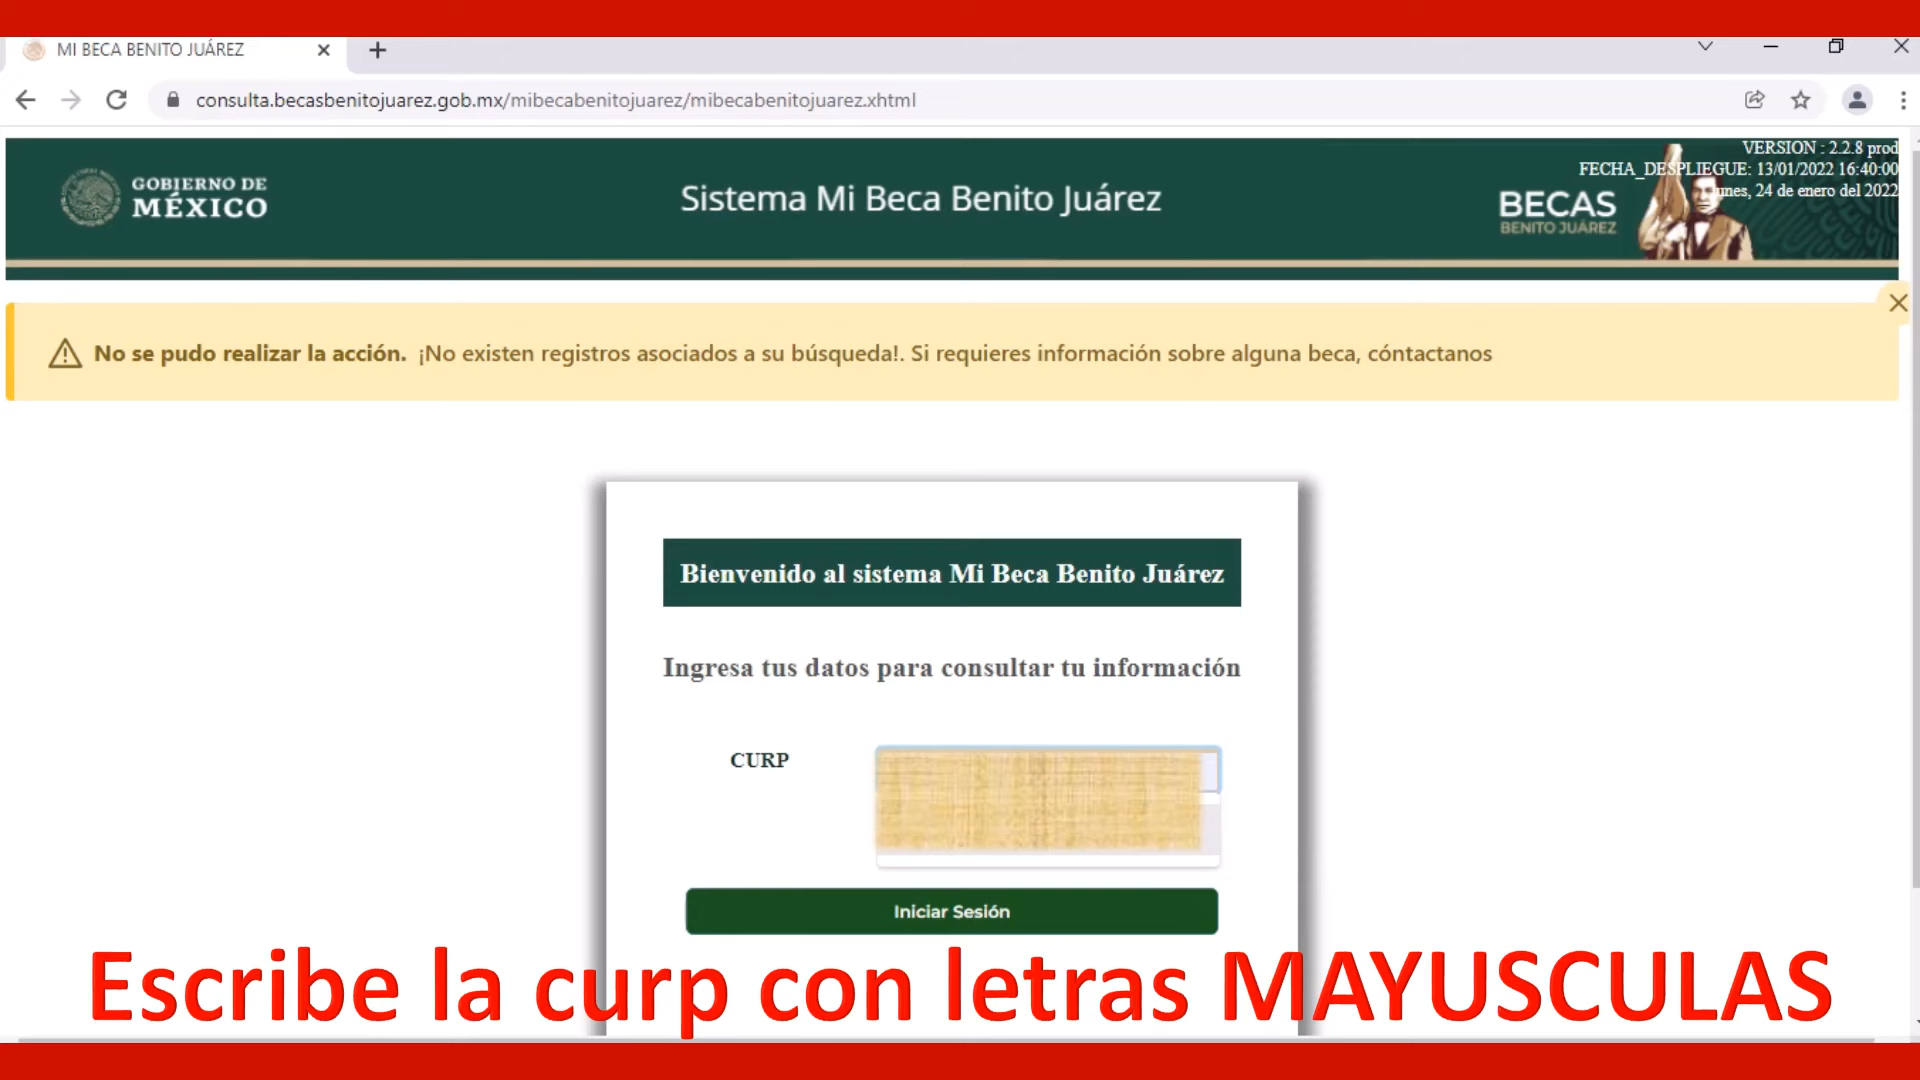 MI BECA BENITO JUÁREZ
consulta.becasbenitojuarez.gob.mx/mibecabenitojuarez/mibecabenitojuarez.xhtml
GOBIERNO DE
MÉXICO
Sistema Mi Beca Benito Juárez
BECAS
BENITO JUÁREZ
VERSION : 2.2.8 prod
FECHA_DESPLIEGUE: 13/01/2022 16:40:00
lunes, 24 de enero del 2022
No se pudo realizar la acción. ¡No existen registros asociados a su búsqueda!. Si requieres información sobre alguna beca, cóntactanos
Bienvenido al sistema Mi Beca Benito Juárez
Ingresa tus datos para consultar tu información
CURP
Iniciar Sesión
Escribe la curp con letras MAYUSCULAS